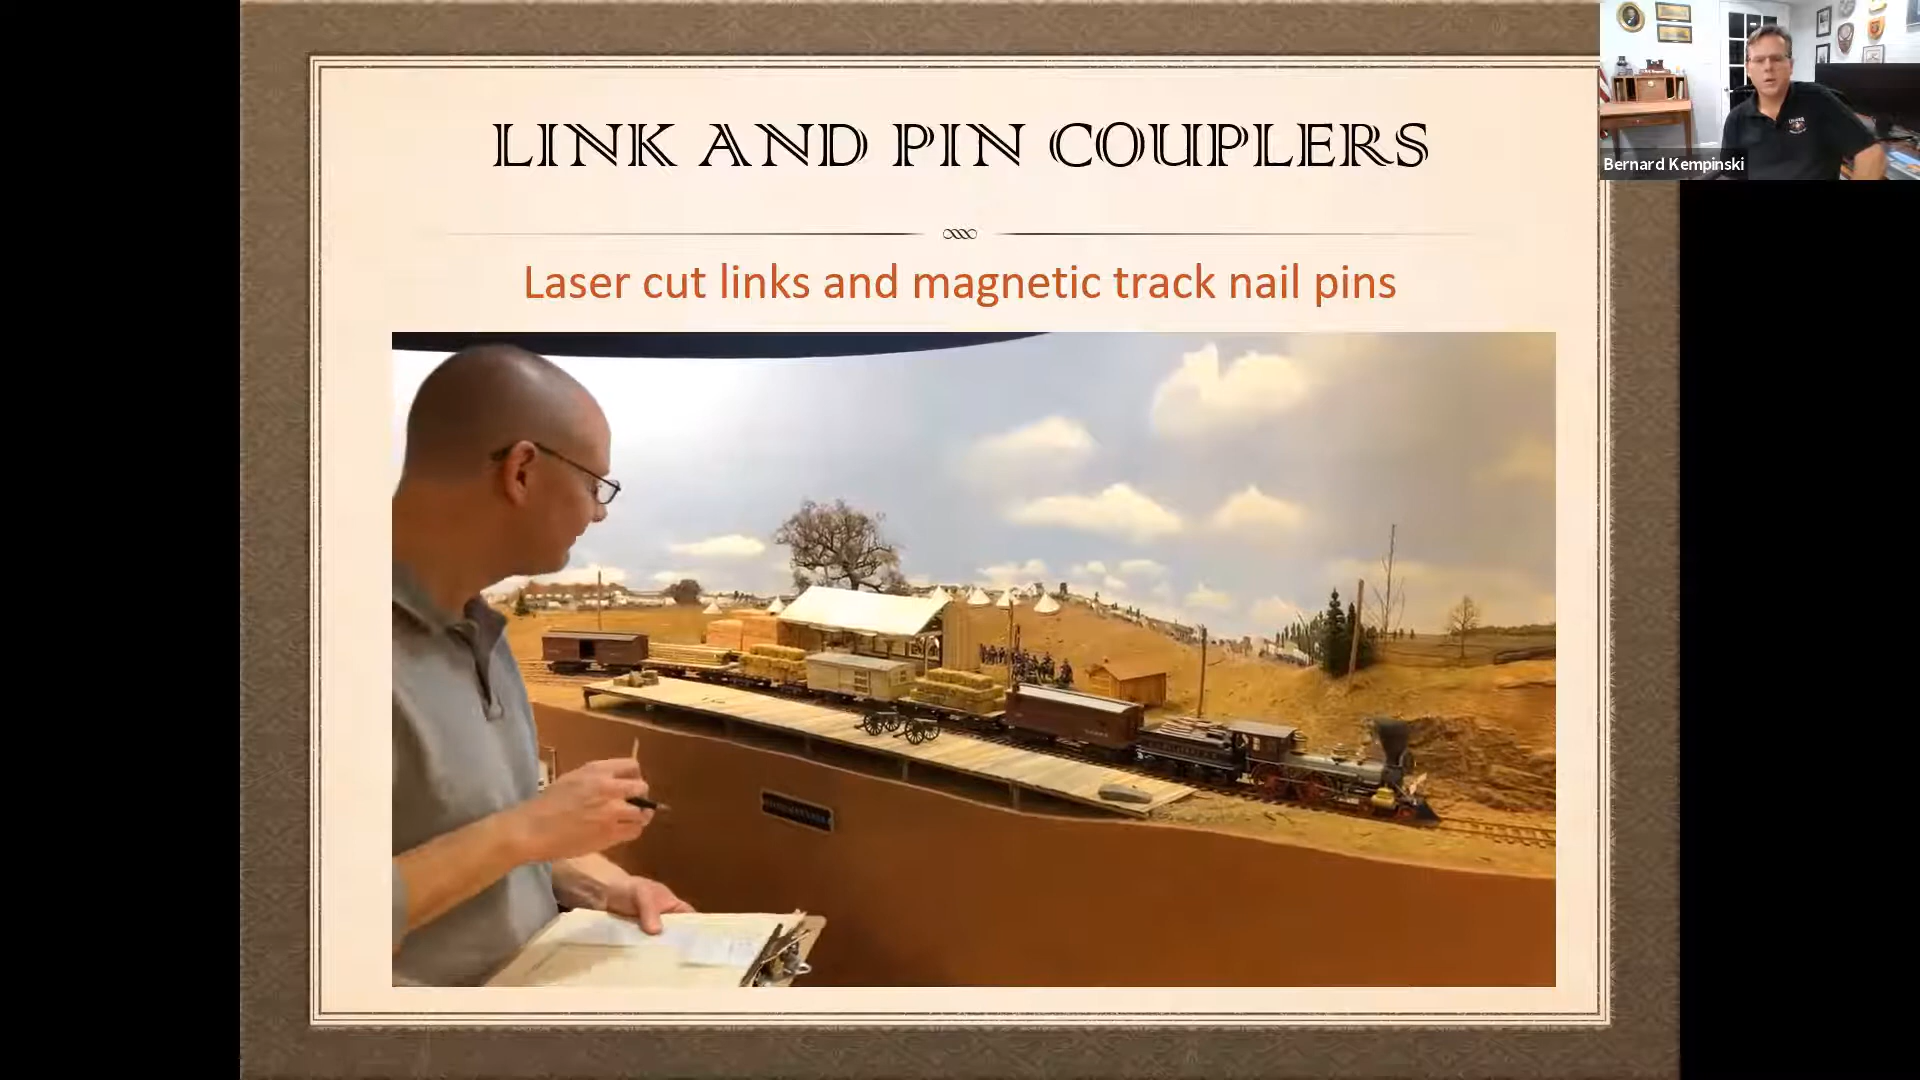 LINK AND PIN COUPLERS
Laser cut links and magnetic track nail pins
Bernard Kempinski